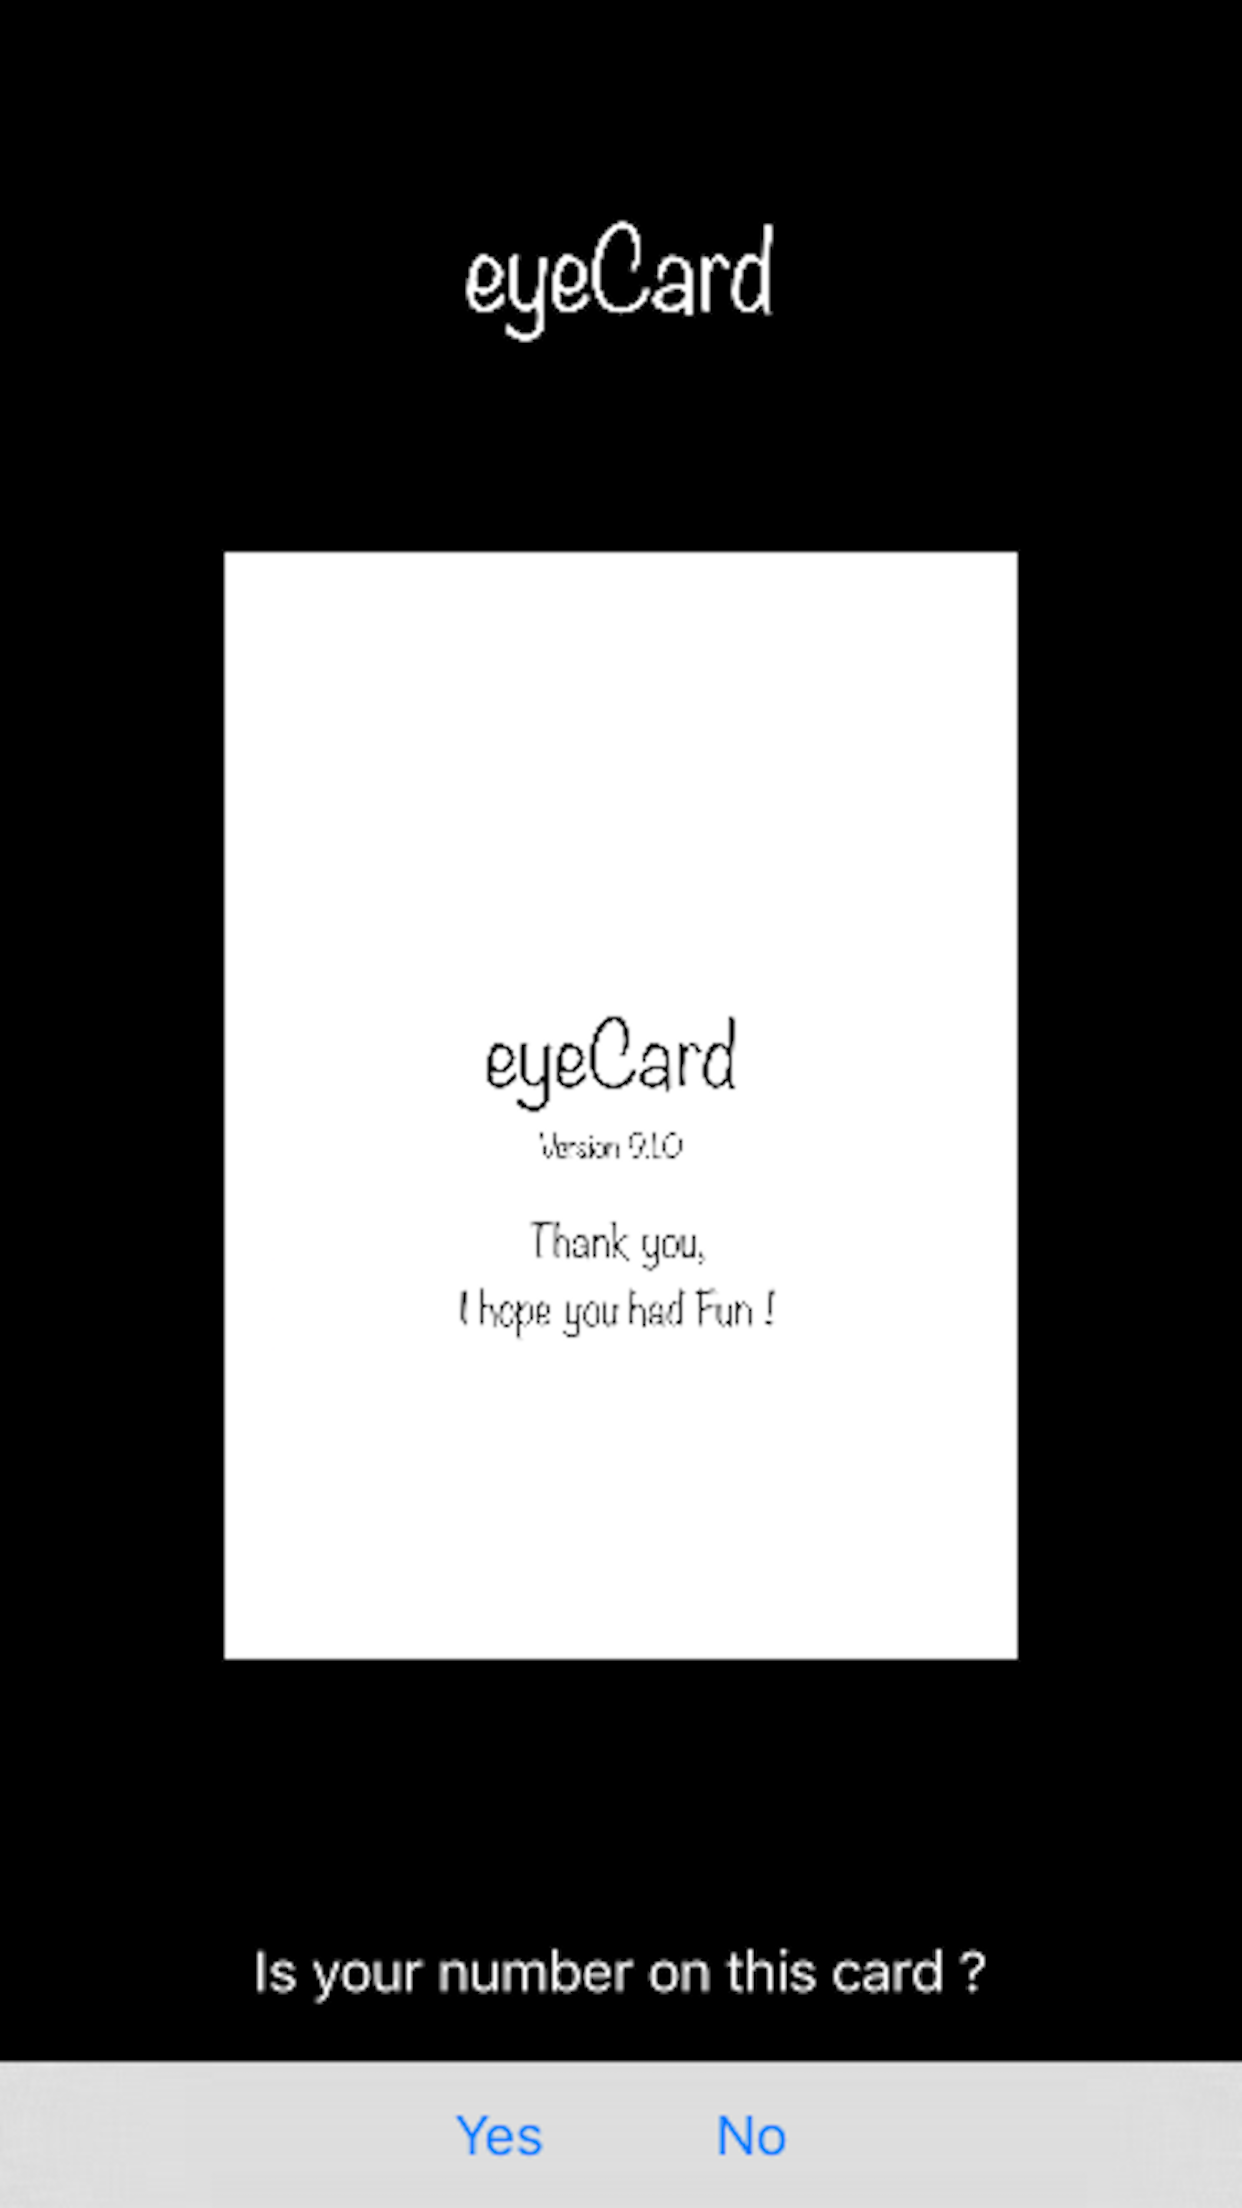 eyeCard
eyeCard
Version 9.1.0
Thank you,
I hope you had Fun !
Is your number on this card ?
Yes No